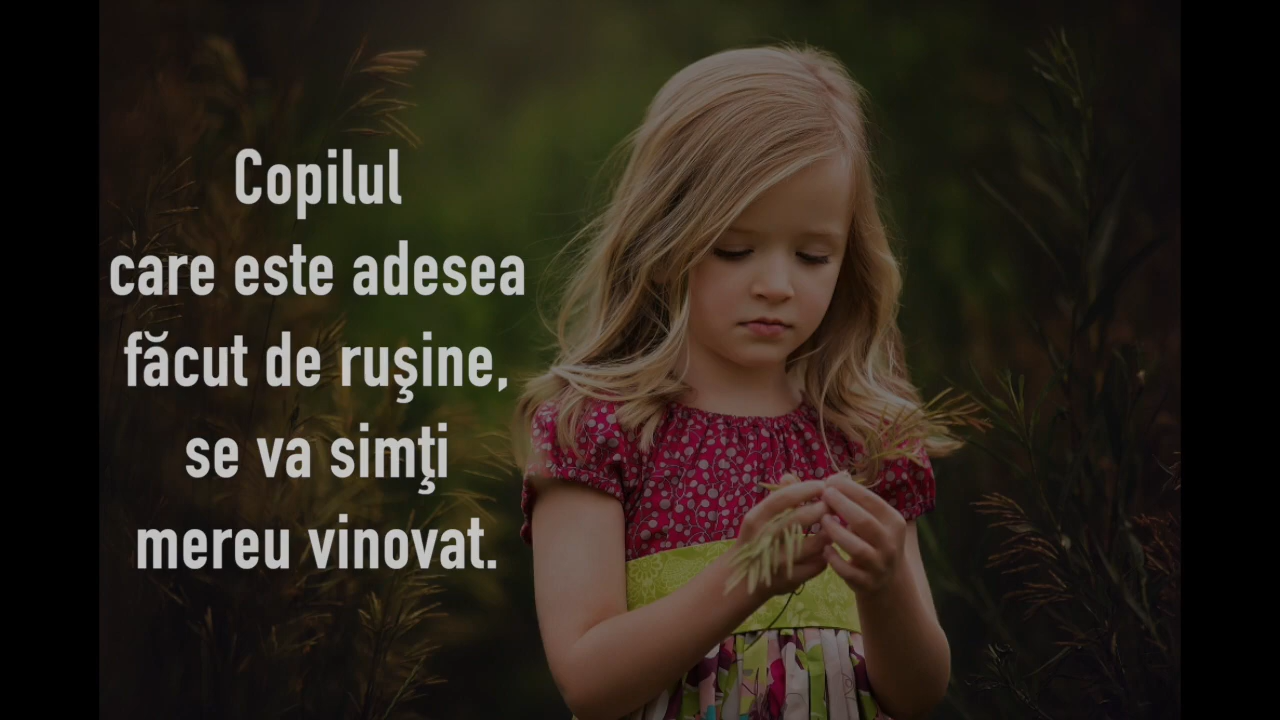 Copilul
care este adesea
făcut de ruşine,
se va simţi
mereu vinovat.